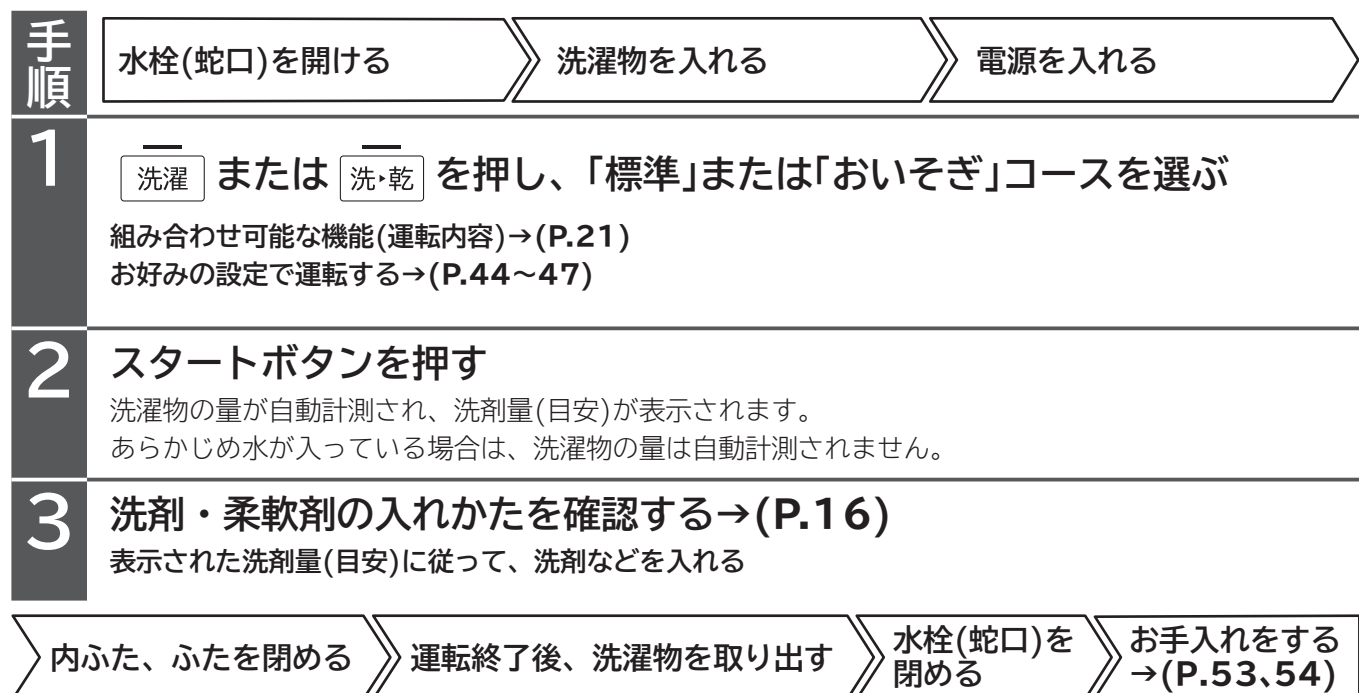 手順
水栓(蛇口)を開ける
洗濯物を入れる
電源を入れる
1
洗濯 または 洗・乾 を押し、「標準」または「おいそぎ」コースを選ぶ
組み合わせ可能な機能(運転内容)→(P.21)
お好みの設定で運転する→(P.44～47)
2
スタートボタンを押す
洗濯物の量が自動計測され、洗剤量(目安)が表示されます。
あらかじめ水が入っている場合は、洗濯物の量は自動計測されません。
3
洗剤・柔軟剤の入れかたを確認する→(P.16)
表示された洗剤量(目安)に従って、洗剤などを入れる
内ふた、ふたを閉める
運転終了後、洗濯物を取り出す
水栓(蛇口)を
閉める
お手入れをする
→(P.53、54)